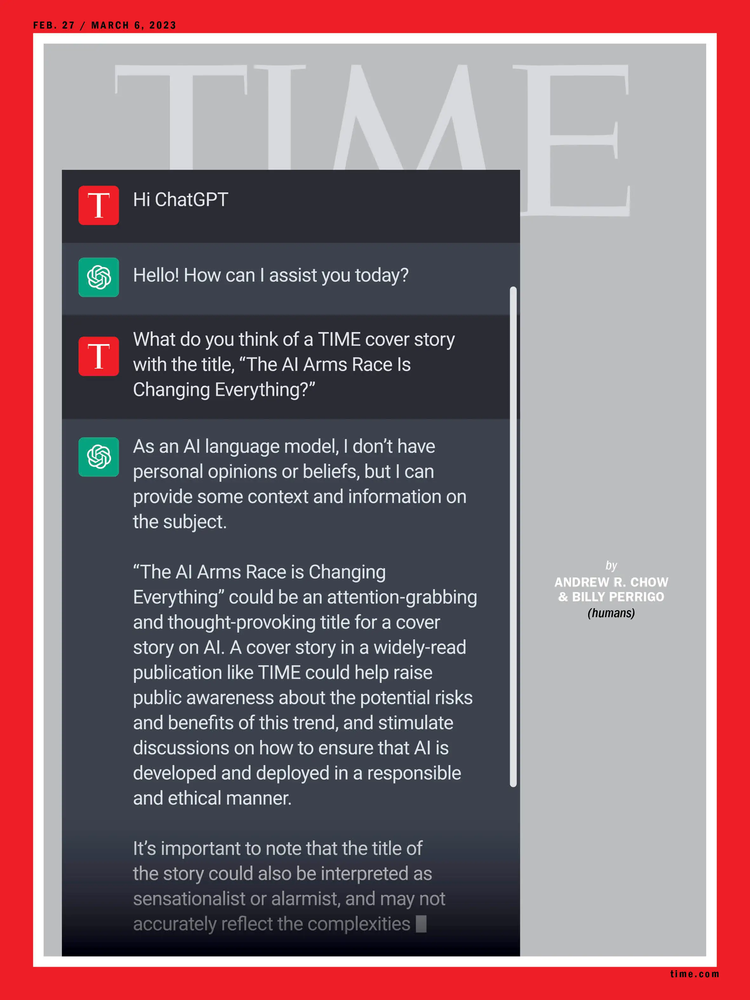 FEB. 27 / MARCH 6, 2023
TIME
T
Hi ChatGPT
Hello! How can I assist you today?
T
What do you think of a TIME cover story
with the title, “The AI Arms Race Is
Changing Everything?”
As an AI language model, I don’t have
personal opinions or beliefs, but I can
provide some context and information on
the subject.
“The AI Arms Race is Changing
Everything” could be an attention-grabbing
and thought-provoking title for a cover
story on AI. A cover story in a widely-read
publication like TIME could help raise
public awareness about the potential risks
and benefits of this trend, and stimulate
discussions on how to ensure that AI is
developed and deployed in a responsible
and ethical manner.
It’s important to note that the title of
the story could also be interpreted as
sensationalist or alarmist, and may not
accurately reflect the complexities
by
ANDREW R. CHOW
& BILLY PERRIGO
(humans)
time.com